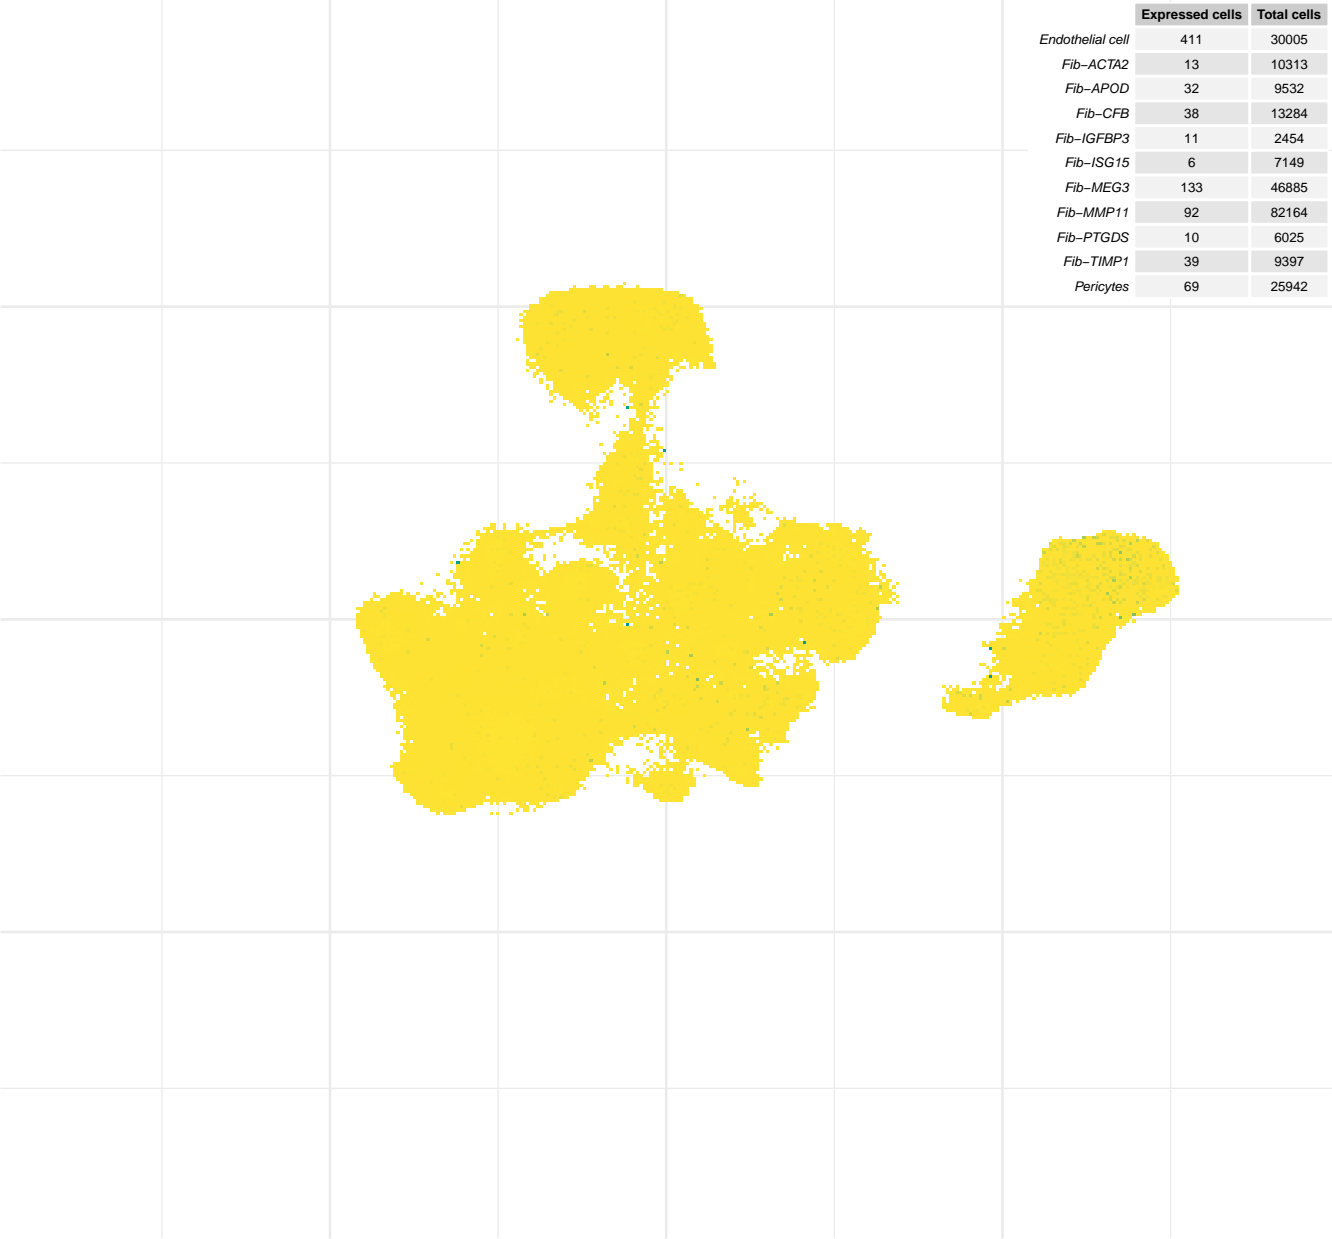 Expressed cells Total cells
Endothelial cell 411 30005
Fib−ACTA2 13 10313
Fib−APOD 32 9532
Fib−CFB 38 13284
Fib−IGFBP3 11 2454
Fib−ISG15 6 7149
Fib−MEG3 133 46885
Fib−MMP11 92 82164
Fib−PTGDS 10 6025
Fib−TIMP1 39 9397
Pericytes 69 25942